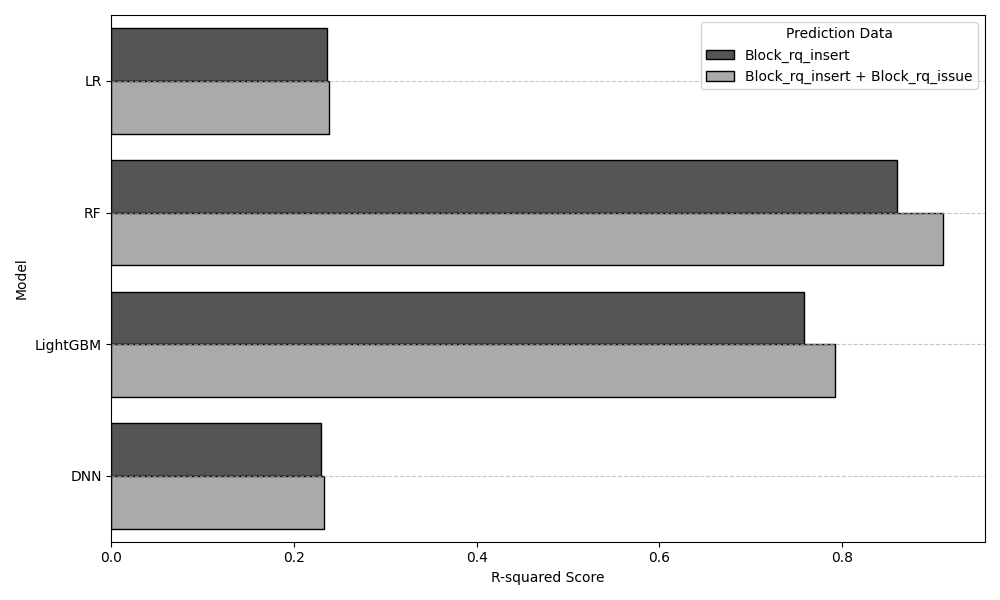 Prediction Data
Block_rq_insert
Block_rq_insert + Block_rq_issue
LR
RF
LightGBM
DNN
Model
0.0 0.2 0.4 0.6 0.8
R-squared Score